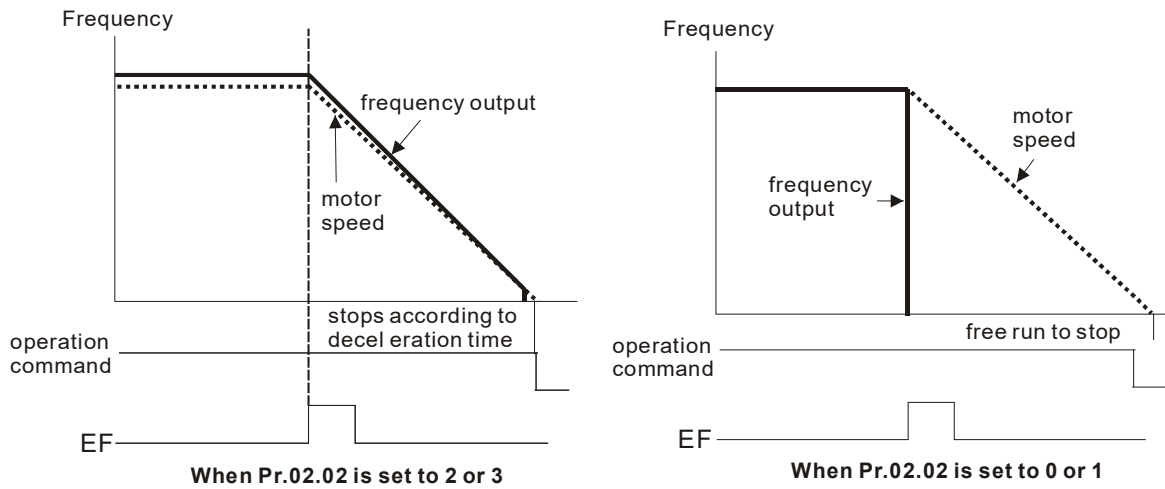 Frequency
frequency output
motor
speed
stops according to
decel eration time
operation
command
EF
When Pr.02.02 is set to 2 or 3
Frequency
motor
speed
frequency
output
free run to stop
operation
command
EF
When Pr.02.02 is set to 0 or 1